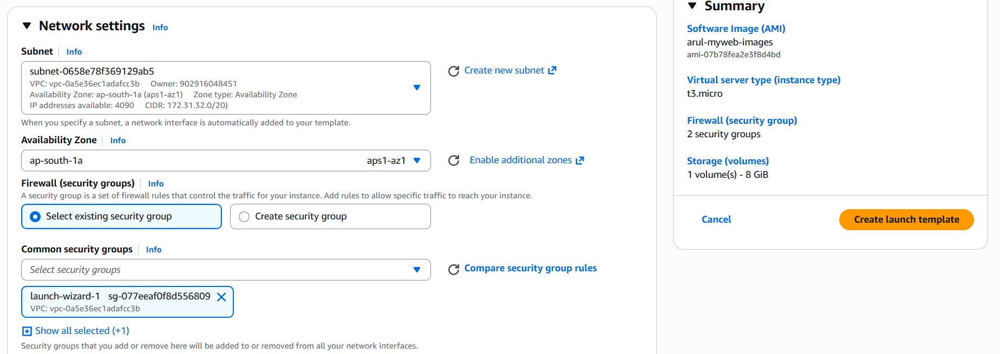 Network settings Info
Subnet Info
subnet-0658e78f369129ab5
VPC: vpc-0a5e36ec1adafcc3b Owner: 902916048451
Availability Zone: ap-south-1a (aps1-az1) Zone type: Availability Zone
IP addresses available: 4090 CIDR: 172.31.32.0/20)
Create new subnet
When you specify a subnet, a network interface is automatically added to your template.
Availability Zone Info
ap-south-1a aps1-az1
Enable additional zones
Firewall (security groups) Info
A security group is a set of firewall rules that control the traffic for your instance. Add rules to allow specific traffic to reach your instance.
Select existing security group
Create security group
Common security groups Info
Select security groups
Compare security group rules
launch-wizard-1 sg-077eeaf0f8d556809
VPC: vpc-0a5e36ec1adafcc3b
Show all selected (+1)
Security groups that you add or remove here will be added to or removed from all your network interfaces.
Summary
Software Image (AMI)
arul-myweb-images
ami-07b78fea2e3f8d4bd
Virtual server type (instance type)
t3.micro
Firewall (security group)
2 security groups
Storage (volumes)
1 volume(s) - 8 GiB
Cancel
Create launch template